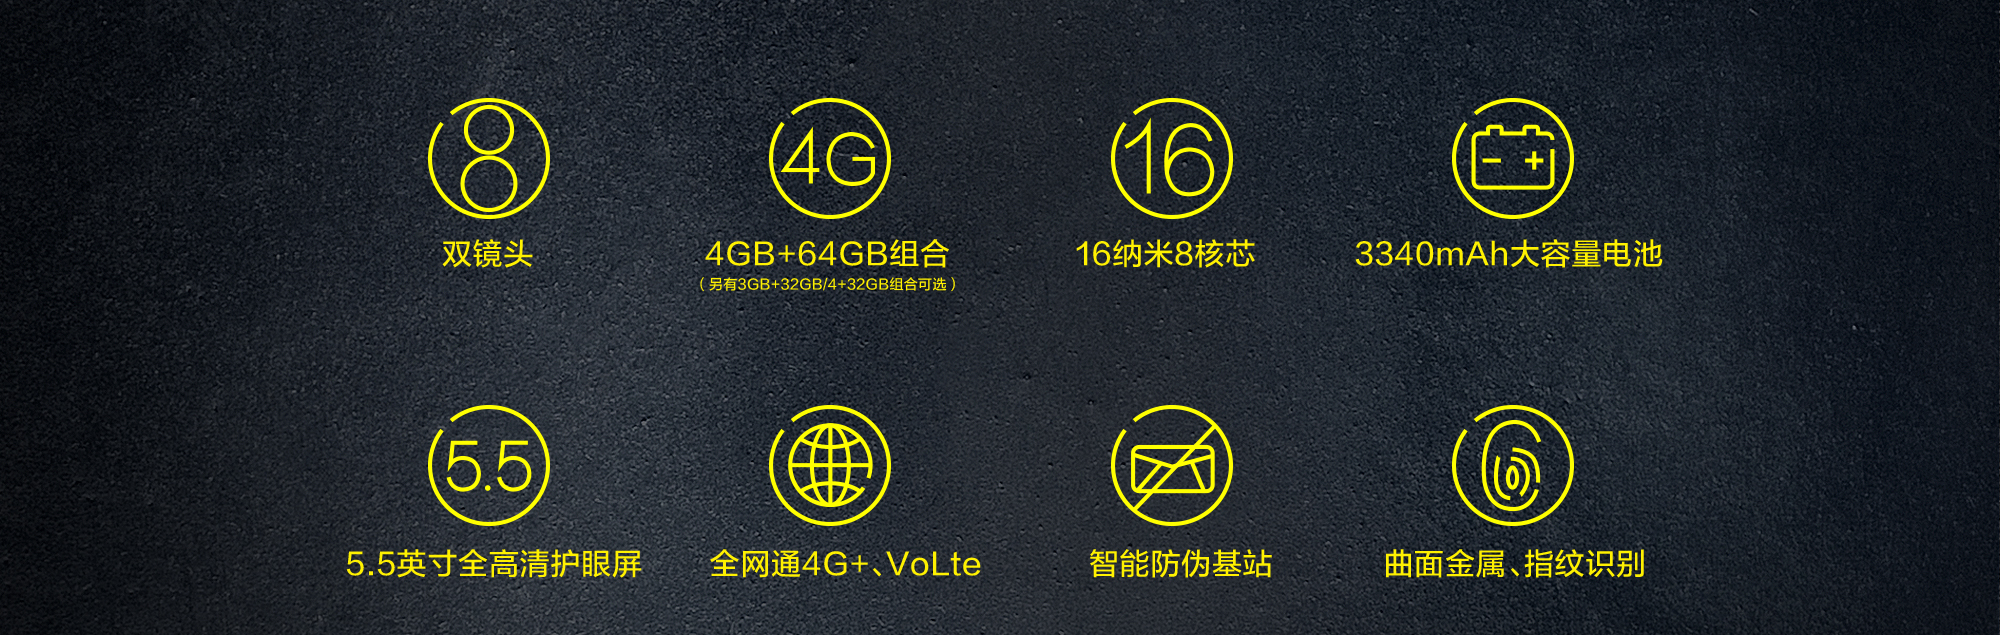 8
4G
16
双镜头
4GB+64GB组合
16纳米8核芯
3340mAh大容量电池
（另有3GB+32GB/4+32GB组合可选）
5.5
5.5英寸全高清护眼屏
全网通4G+、VoLte
智能防伪基站
曲面金属、指纹识别